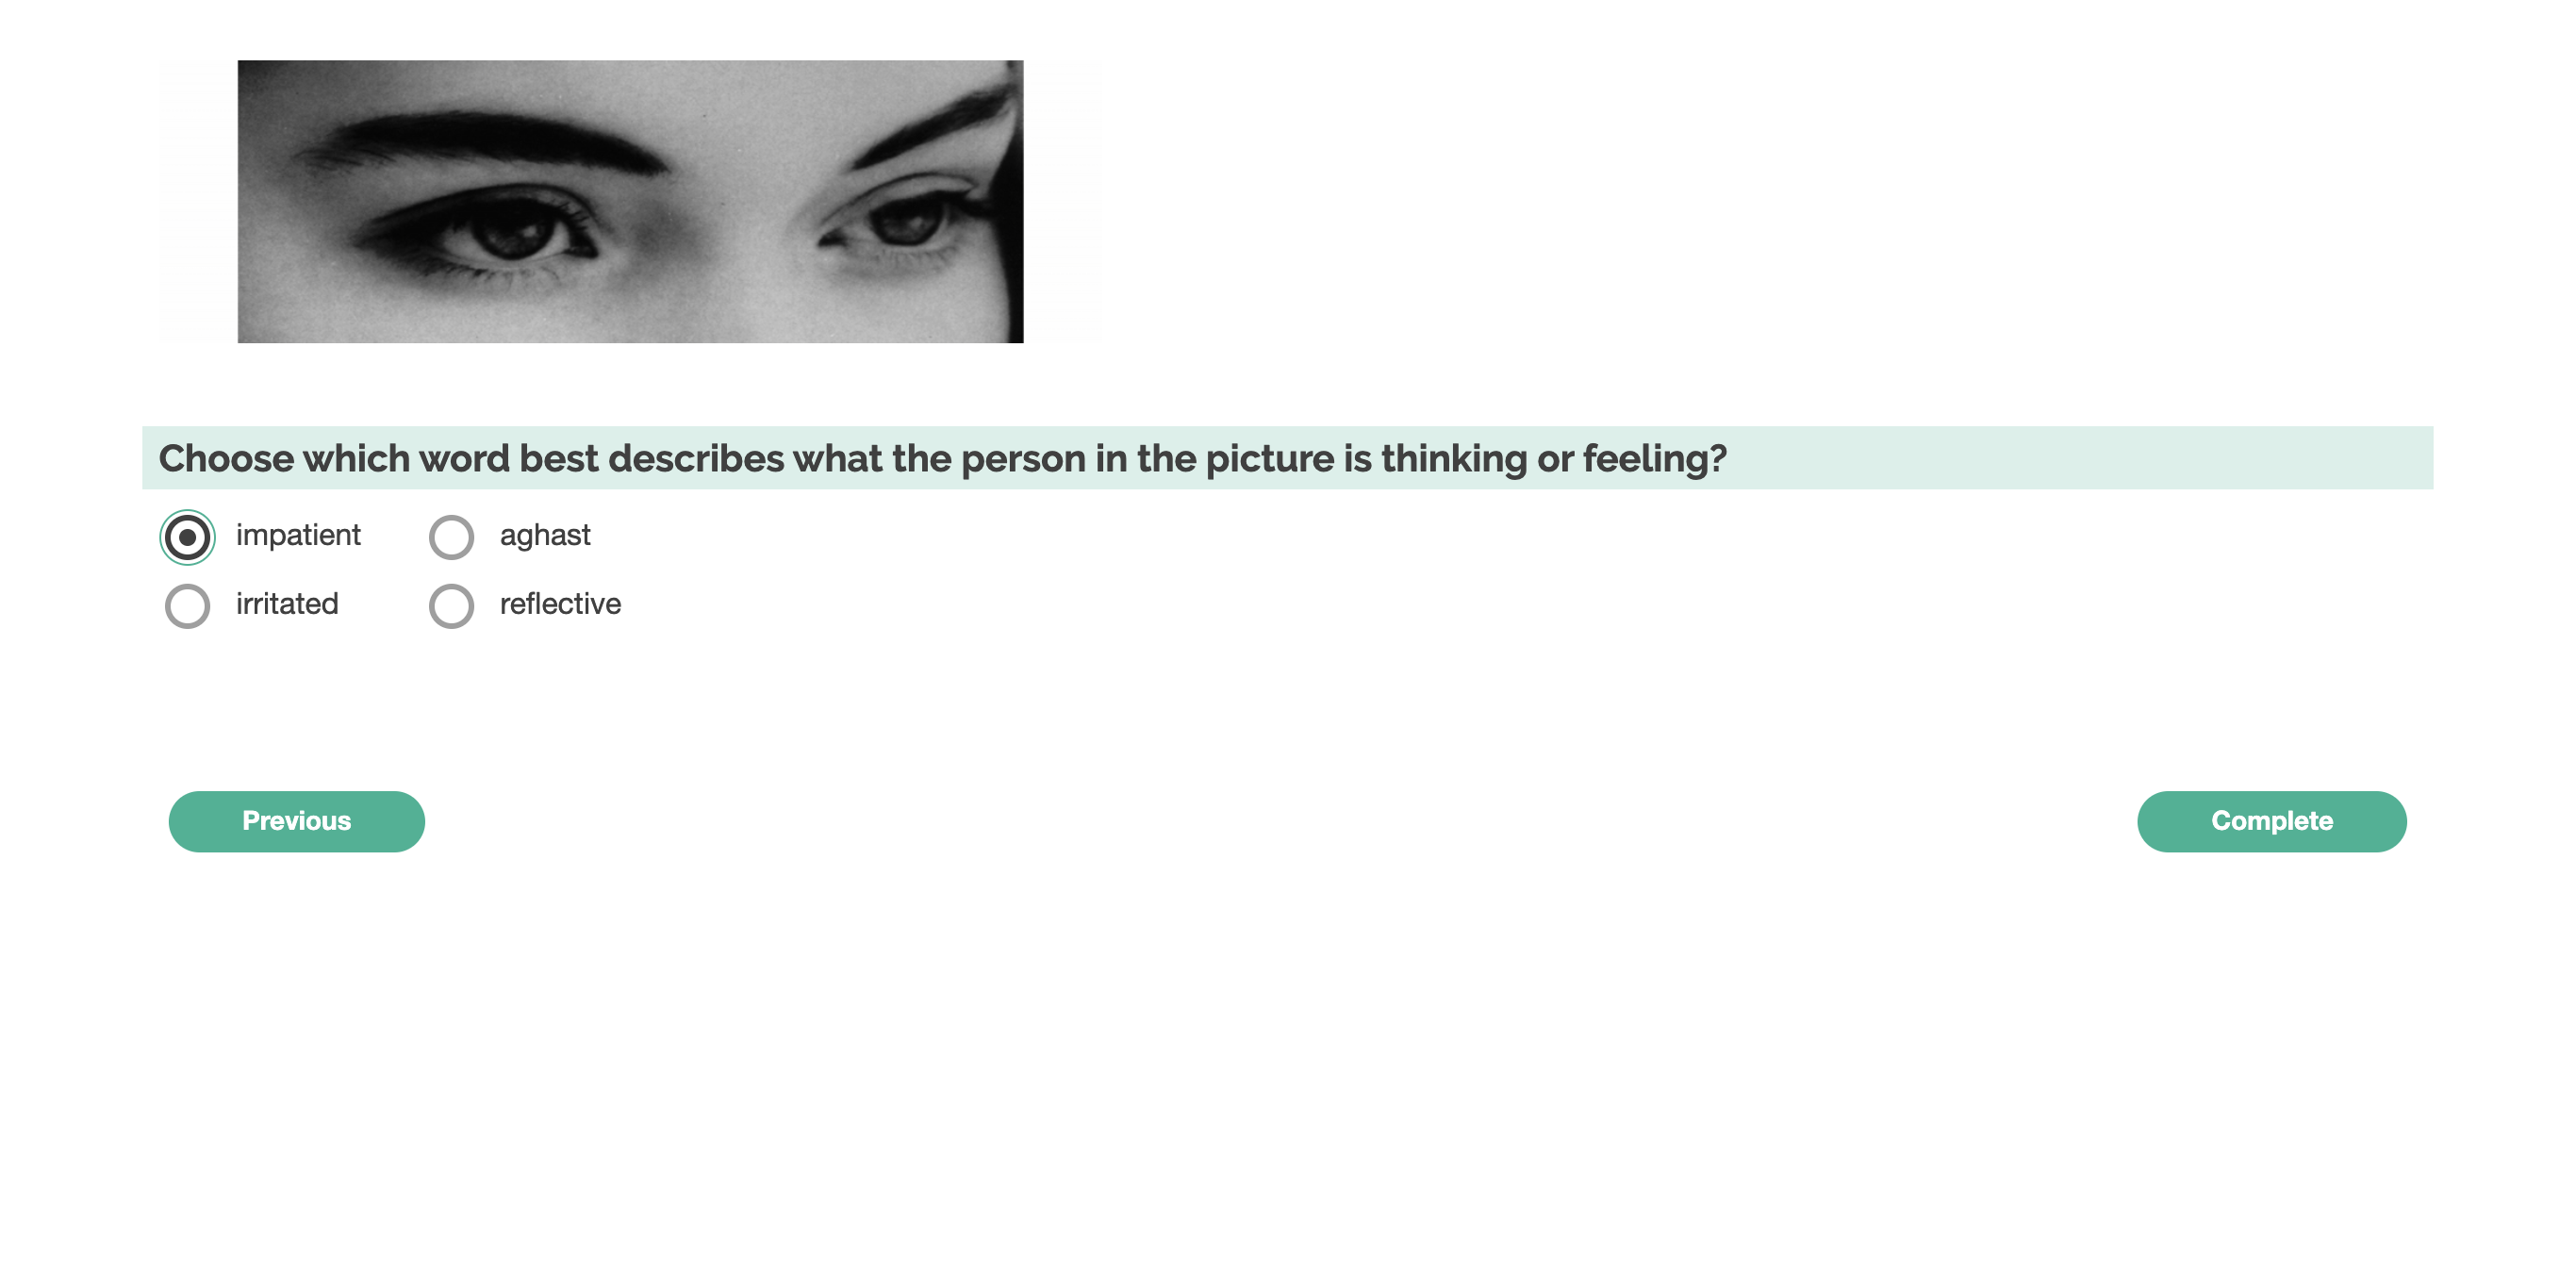 Choose which word best describes what the person in the picture is thinking or feeling?
impatient aghast
irritated reflective
Previous Complete